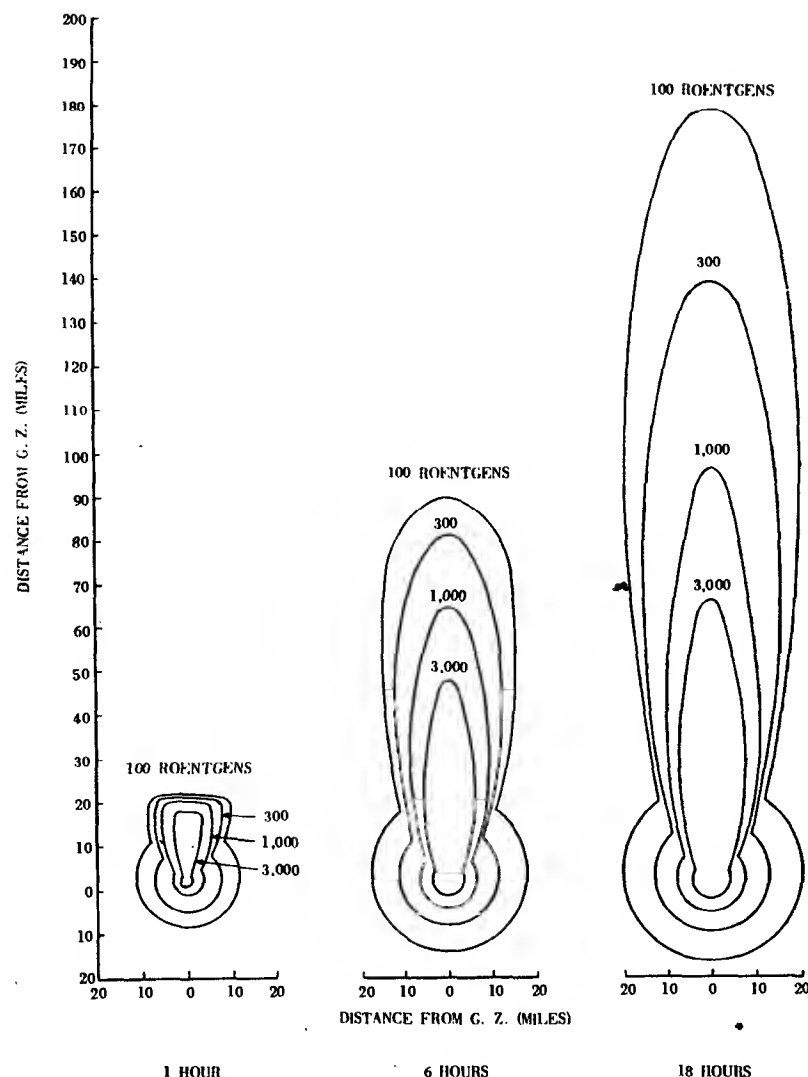 200
190
180
170
160
150
140
130
120
110
100
90
80
70
60
50
40
30
20
10
0
10
20
DISTANCE FROM G. Z. (MILES)
100 ROENTGENS
300
1,000
3,000
20 10 0 10 20
1 HOUR
100 ROENTGENS
300
1,000
3,000
20 10 0 10 20
DISTANCE FROM G. Z. (MILES)
6 HOURS
100 ROENTGENS
300
1,000
3,000
20 10 0 10 20
18 HOURS